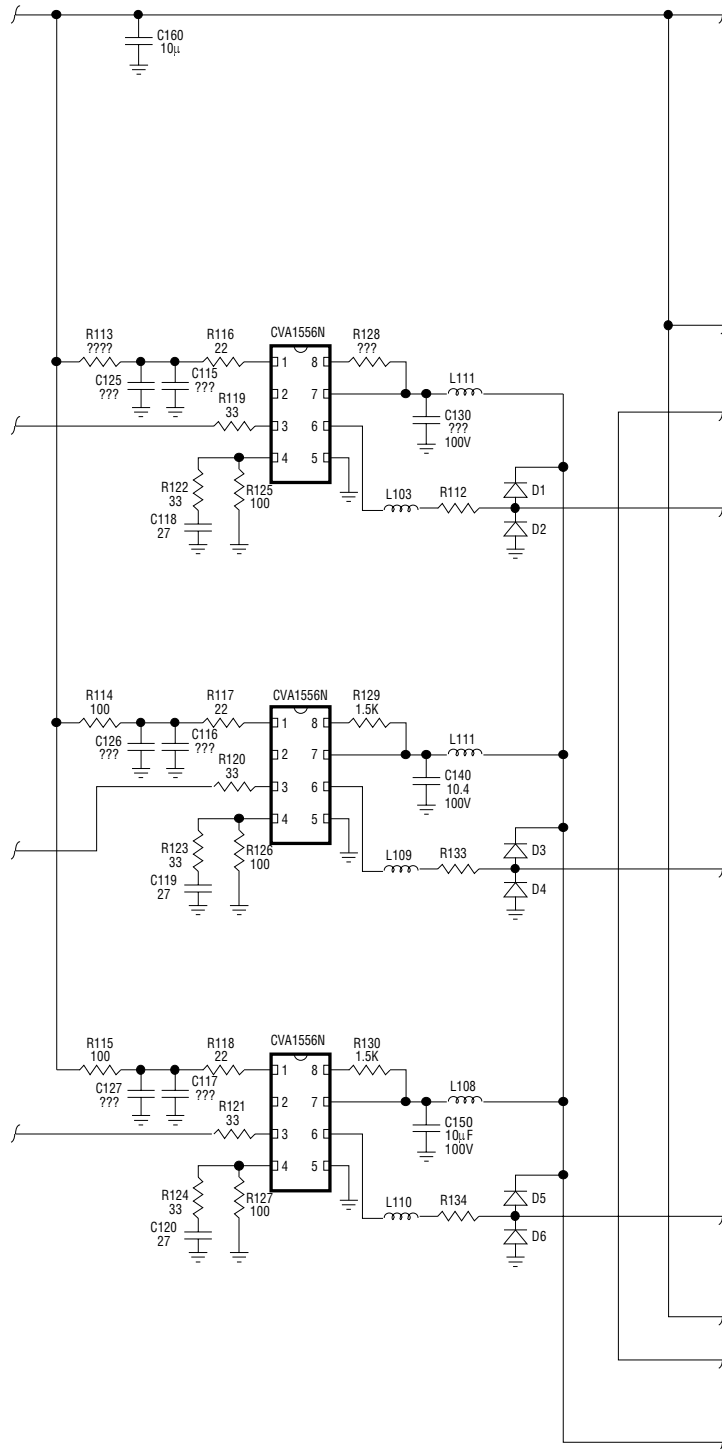 C160
10µ
CVA1556N
R113
????
R116
22
R128
???
1
8
C125
???
C115
???
2
7
L111
R119
33
3
6
C130
???
100V
4
5
R122
33
R125
100
L103
R112
D1
C118
27
D2
CVA1556N
R114
100
R117
22
R129
1.5K
1
8
C126
???
C116
???
2
7
L111
R120
33
3
6
C140
10.4
100V
4
5
R123
33
R126
100
L109
R133
D3
C119
27
D4
CVA1556N
R115
100
R118
22
R130
1.5K
1
8
C127
???
C117
???
2
7
L108
R121
33
3
6
C150
10µF
100V
4
5
R124
33
R127
100
L110
R134
D5
C120
27
D6